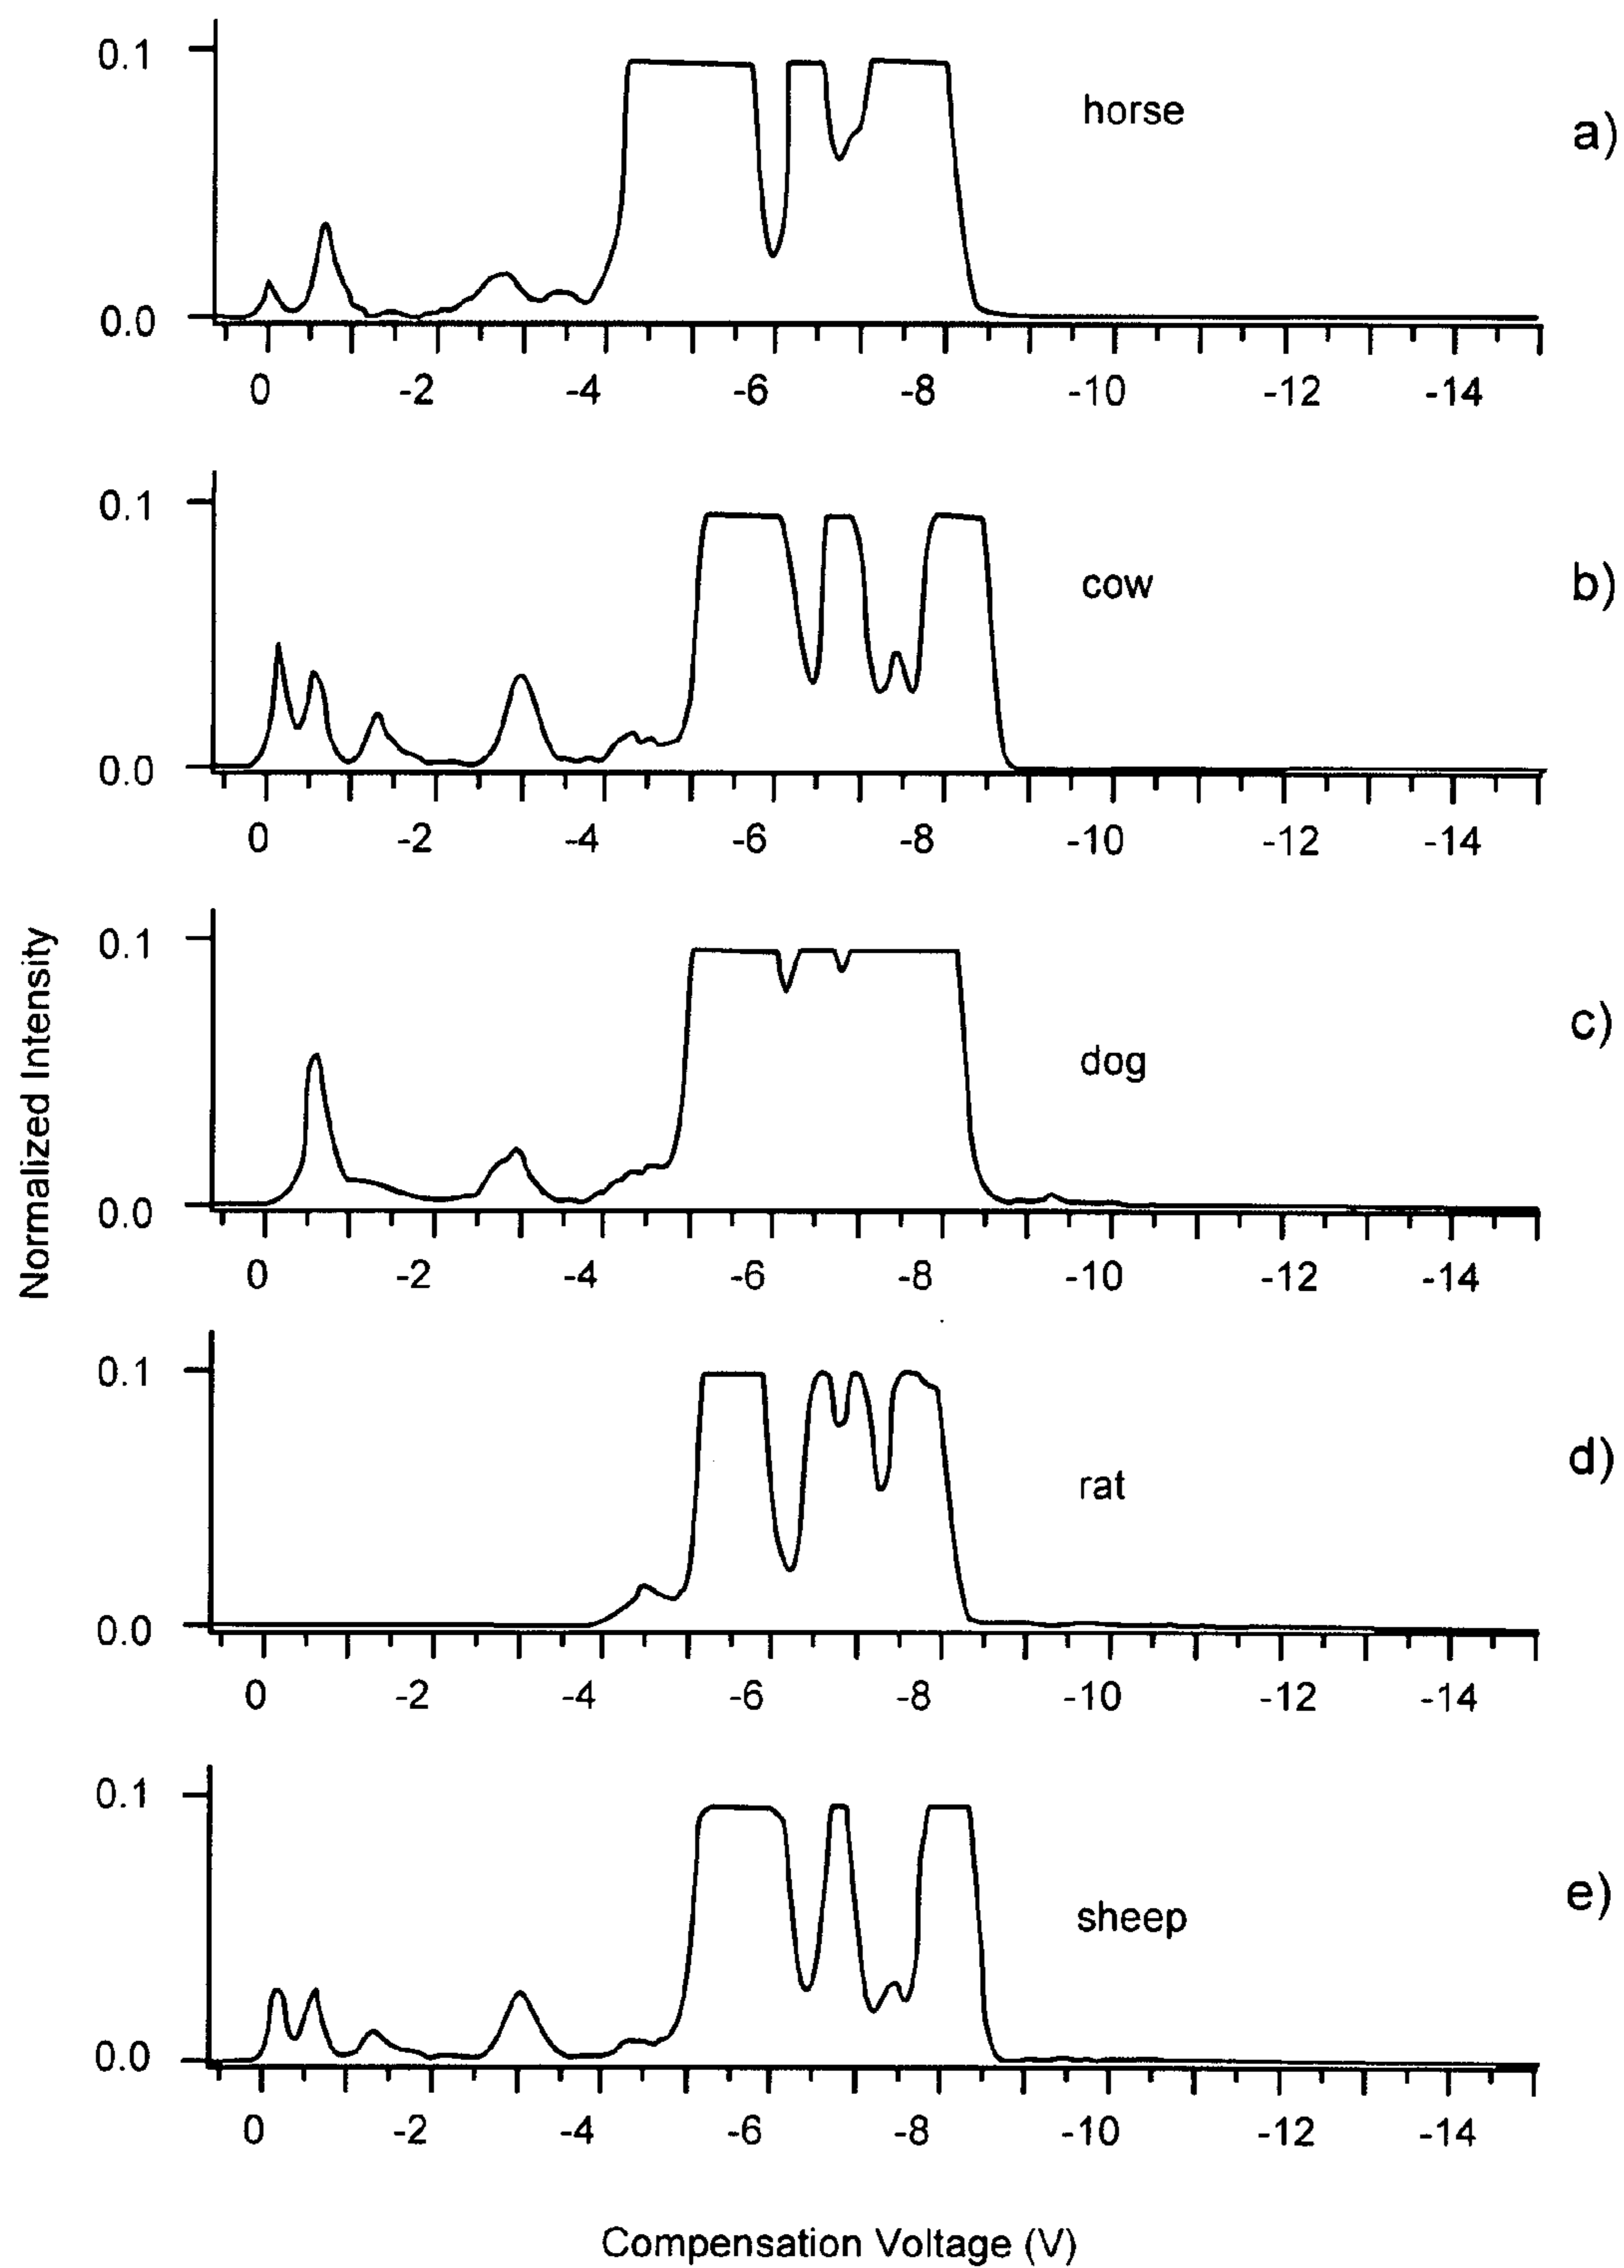 0.1
horse
a)
0.0
0 -2 -4 -6 -8 -10 -12 -14
0.1
cow
b)
0.0
0 -2 -4 -6 -8 -10 -12 -14
Normalized Intensity
0.1
c)
dog
0.0
0 -2 -4 -6 -8 -10 -12 -14
0.1
d)
rat
0.0
0 -2 -4 -6 -8 -10 -12 -14
0.1
e)
sheep
0.0
0 -2 -4 -6 -8 -10 -12 -14
Compensation Voltage (V)